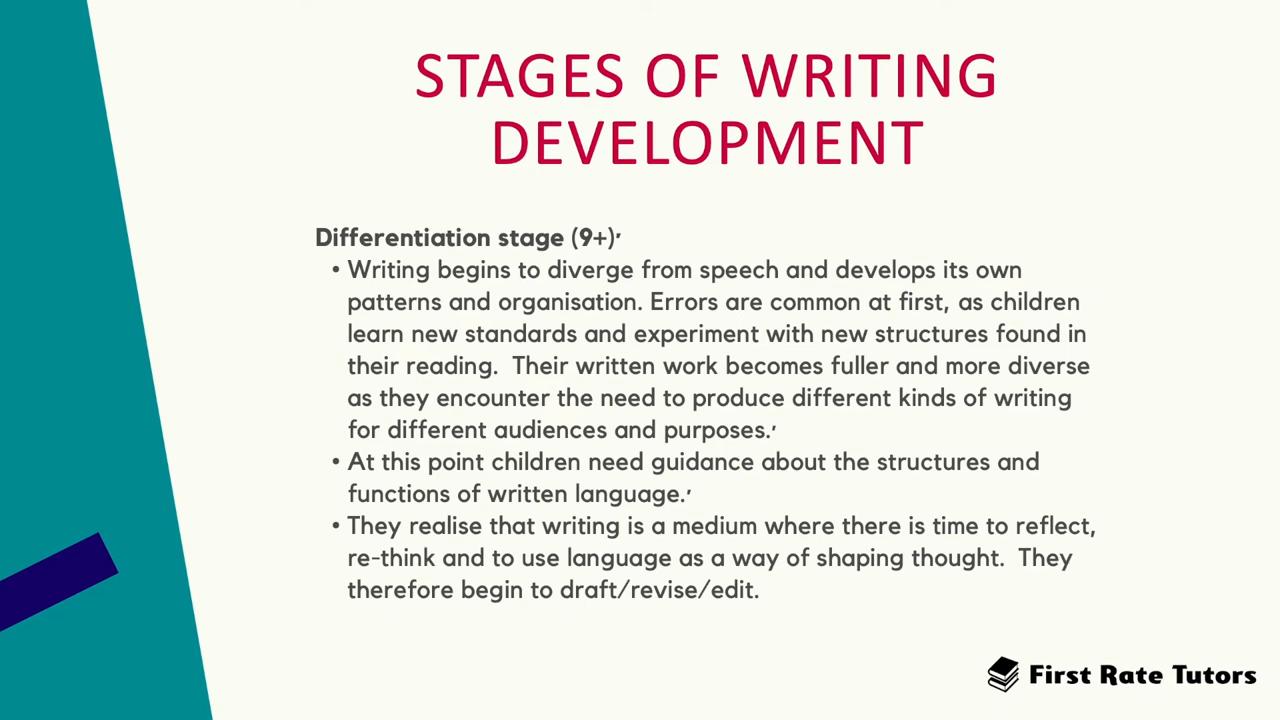 STAGES OF WRITING
DEVELOPMENT
Differentiation stage (9+)′
• Writing begins to diverge from speech and develops its own
patterns and organisation. Errors are common at first, as children
learn new standards and experiment with new structures found in
their reading.  Their written work becomes fuller and more diverse
as they encounter the need to produce different kinds of writing
for different audiences and purposes.′
• At this point children need guidance about the structures and
functions of written language.′
• They realise that writing is a medium where there is time to reflect,
re-think and to use language as a way of shaping thought.  They
therefore begin to draft/revise/edit.
First Rate Tutors